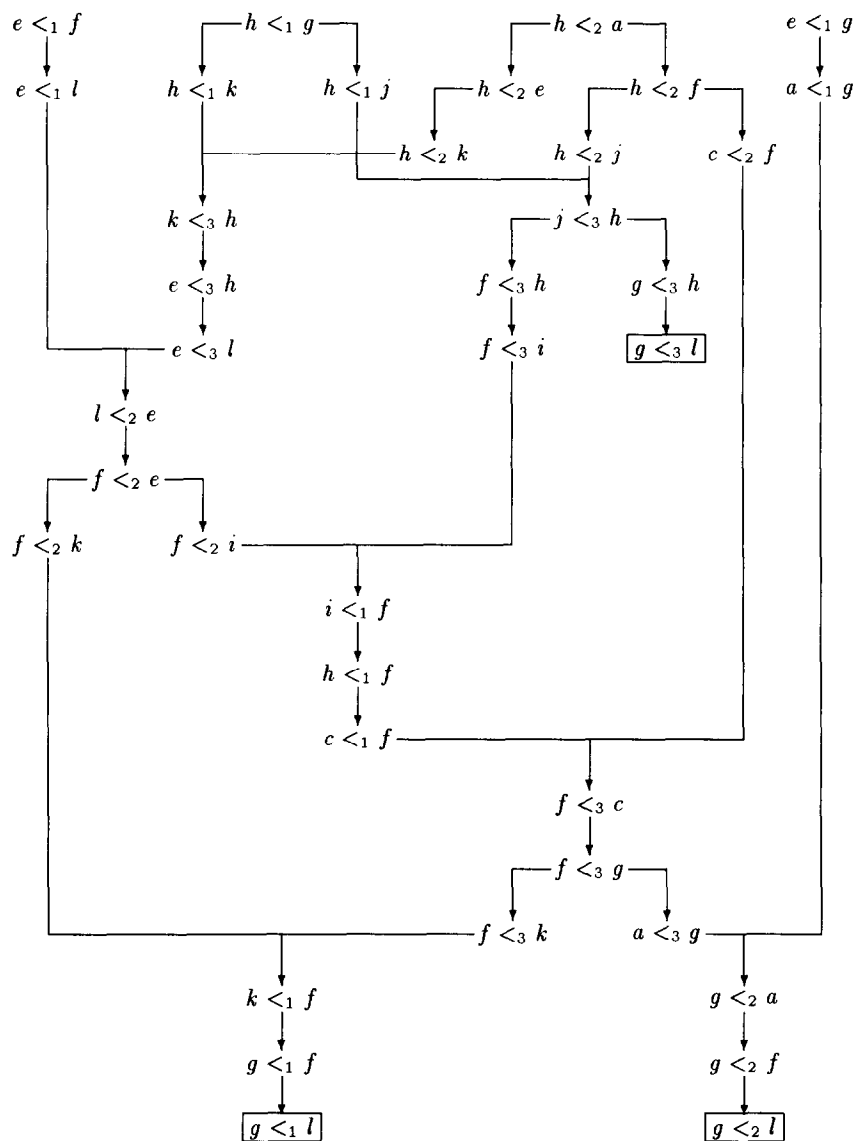 e <₁ f h <₁ g h <₂ a e <₁ g
e <₁ l h <₁ k h <₁ j h <₂ e h <₂ f a <₁ g
h <₂ k h <₂ j c <₂ f
k <₃ h j <₃ h
e <₃ h f <₃ h g <₃ h
e <₃ l f <₃ i g <₃ l
l <₂ e
f <₂ e
f <₂ k f <₂ i
i <₁ f
h <₁ f
c <₁ f
f <₃ c
f <₃ g
f <₃ k a <₃ g
k <₁ f g <₂ a
g <₁ f g <₂ f
g <₁ l g <₂ l